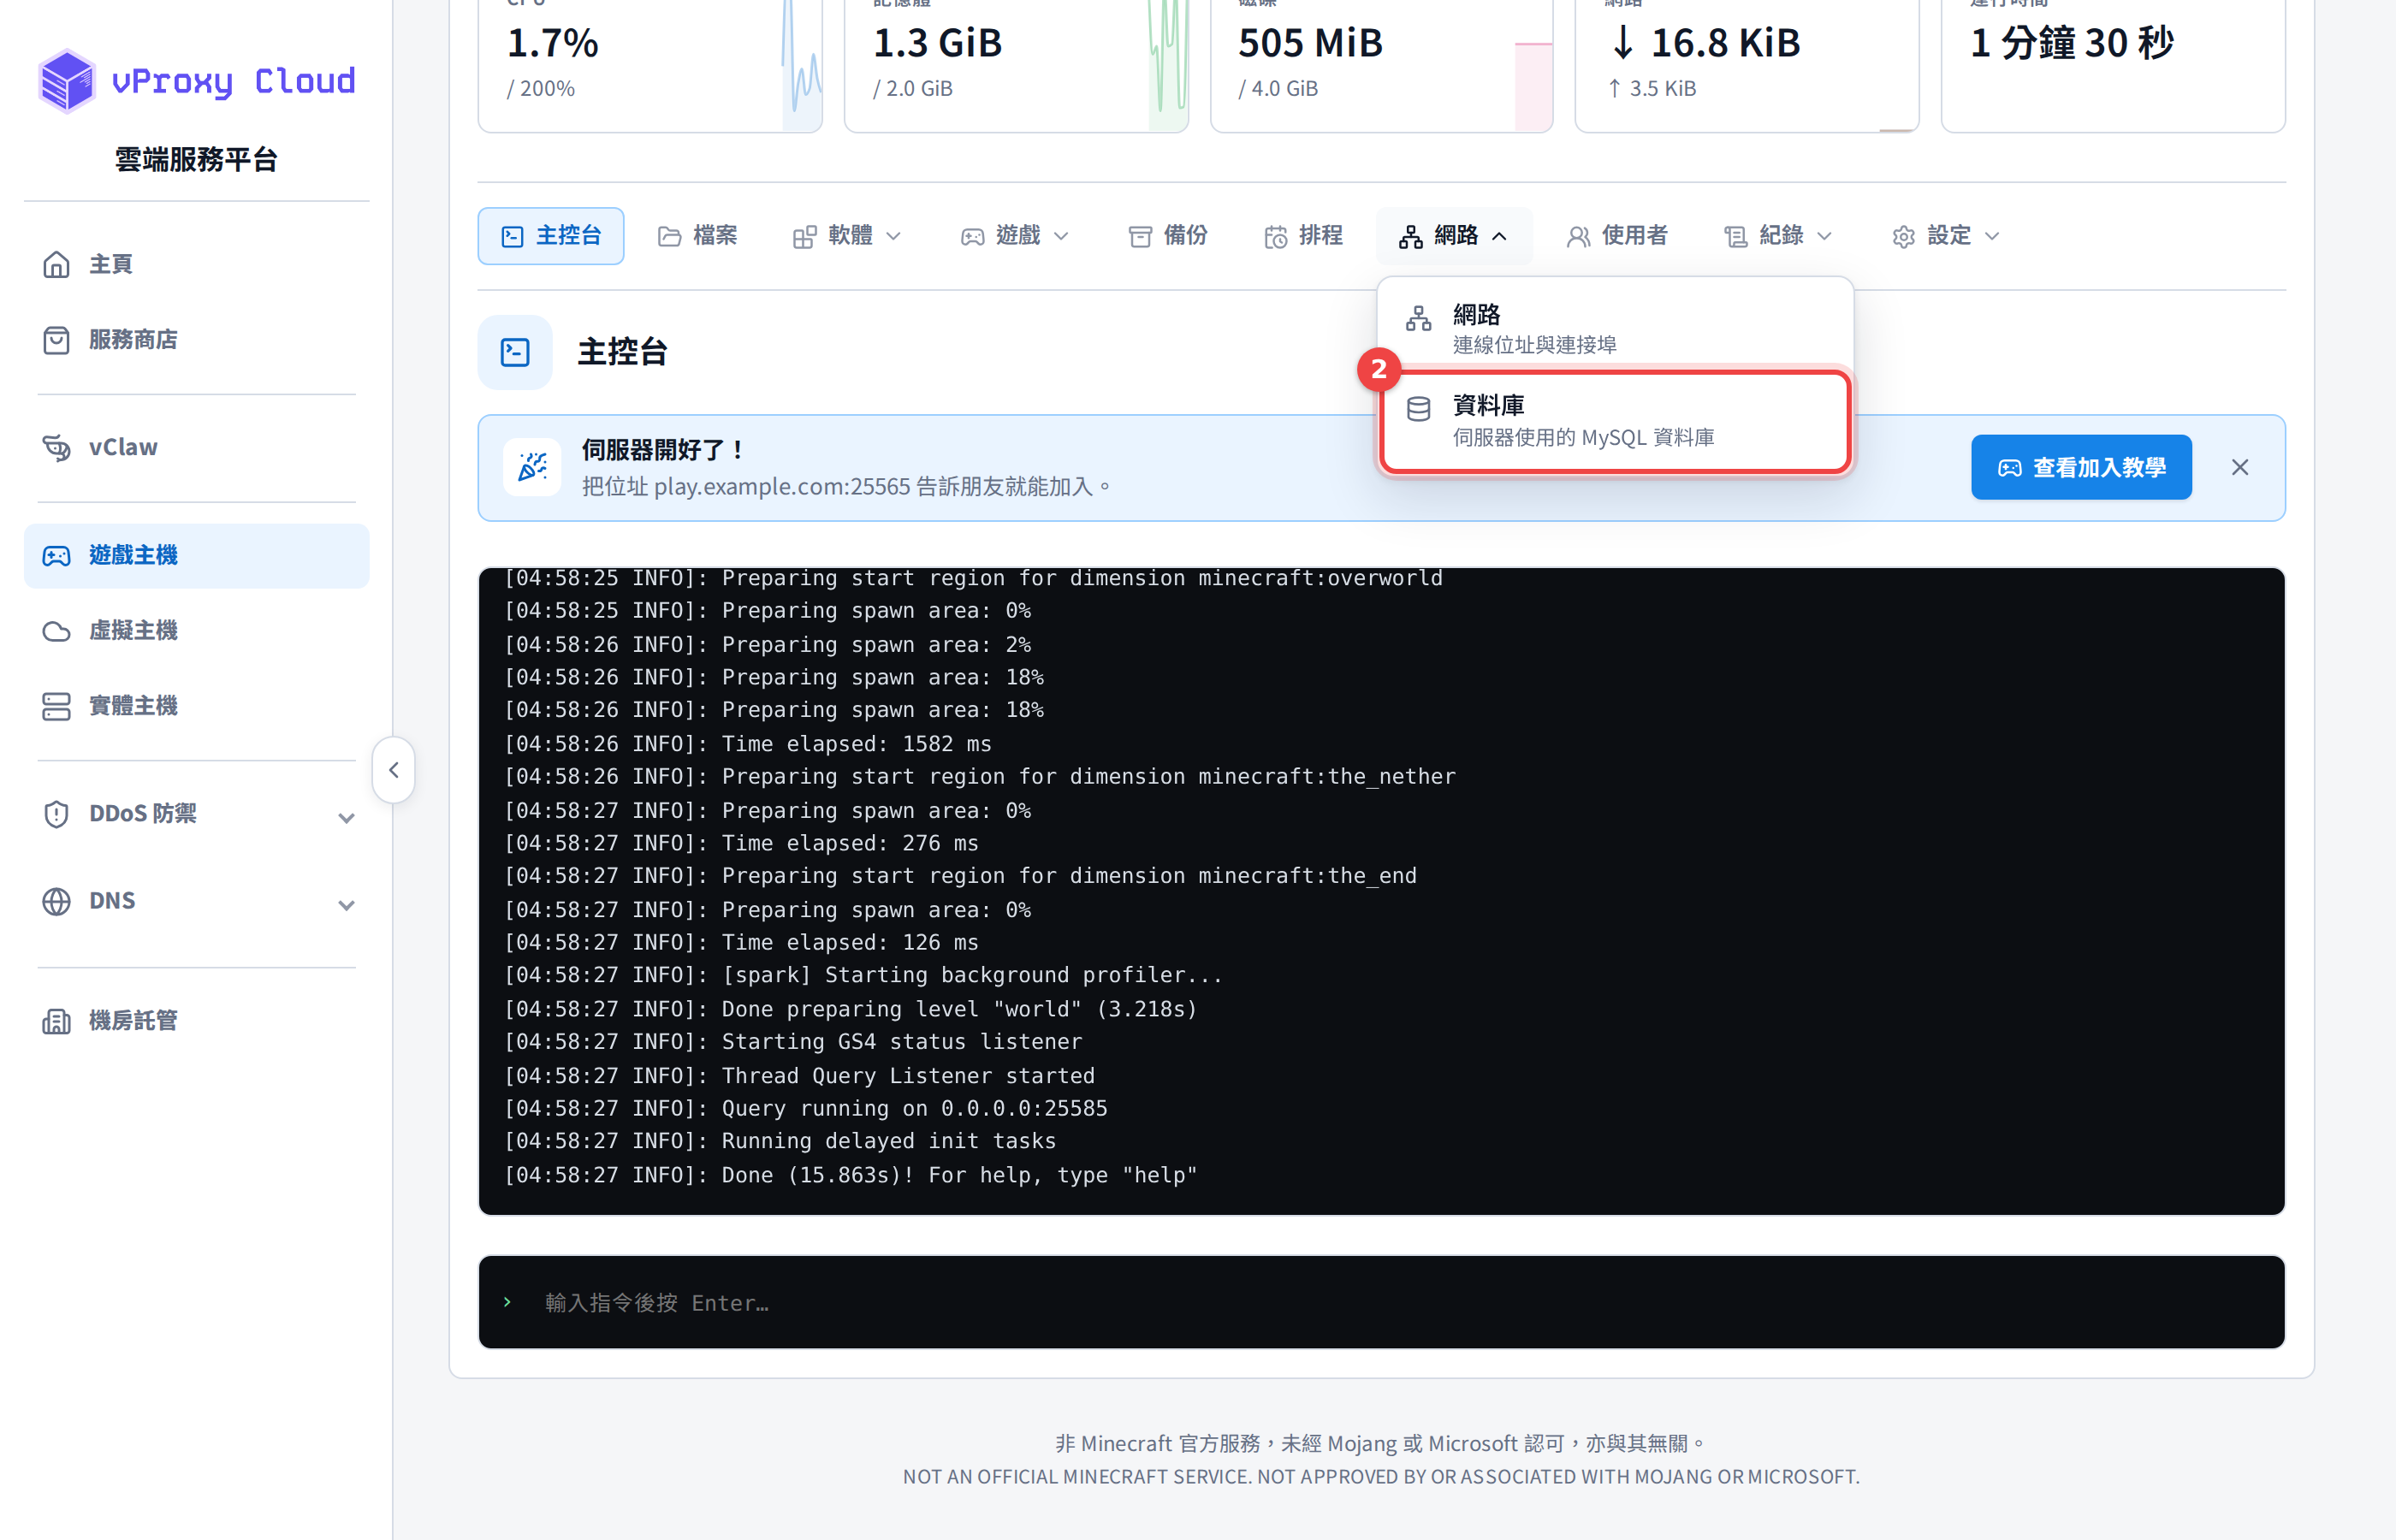 vProxy Cloud
雲端服務平台
主頁
服務商店
vClaw
遊戲主機
虛擬主機
實體主機
DDoS 防禦
DNS
機房託管
CPU
1.7%
/ 200%
記憶體
1.3 GiB
/ 2.0 GiB
磁碟
505 MiB
/ 4.0 GiB
網路
↓ 16.8 KiB
↑ 3.5 KiB
運行時間
1 分鐘 30 秒
主控台
檔案
軟體
遊戲
備份
排程
網路
使用者
紀錄
設定
網路
連線位址與連接埠
2
資料庫
伺服器使用的 MySQL 資料庫
主控台
伺服器開好了！
把位址 play.example.com:25565 告訴朋友就能加入。
查看加入教學
[04:58:25 INFO]: Preparing start region for dimension minecraft:overworld
[04:58:25 INFO]: Preparing spawn area: 0%
[04:58:26 INFO]: Preparing spawn area: 2%
[04:58:26 INFO]: Preparing spawn area: 18%
[04:58:26 INFO]: Preparing spawn area: 18%
[04:58:26 INFO]: Time elapsed: 1582 ms
[04:58:26 INFO]: Preparing start region for dimension minecraft:the_nether
[04:58:27 INFO]: Preparing spawn area: 0%
[04:58:27 INFO]: Time elapsed: 276 ms
[04:58:27 INFO]: Preparing start region for dimension minecraft:the_end
[04:58:27 INFO]: Preparing spawn area: 0%
[04:58:27 INFO]: Time elapsed: 126 ms
[04:58:27 INFO]: [spark] Starting background profiler...
[04:58:27 INFO]: Done preparing level "world" (3.218s)
[04:58:27 INFO]: Starting GS4 status listener
[04:58:27 INFO]: Thread Query Listener started
[04:58:27 INFO]: Query running on 0.0.0.0:25585
[04:58:27 INFO]: Running delayed init tasks
[04:58:27 INFO]: Done (15.863s)! For help, type "help"
› 輸入指令後按 Enter…
非 Minecraft 官方服務，未經 Mojang 或 Microsoft 認可，亦與其無關。
NOT AN OFFICIAL MINECRAFT SERVICE. NOT APPROVED BY OR ASSOCIATED WITH MOJANG OR MICROSOFT.